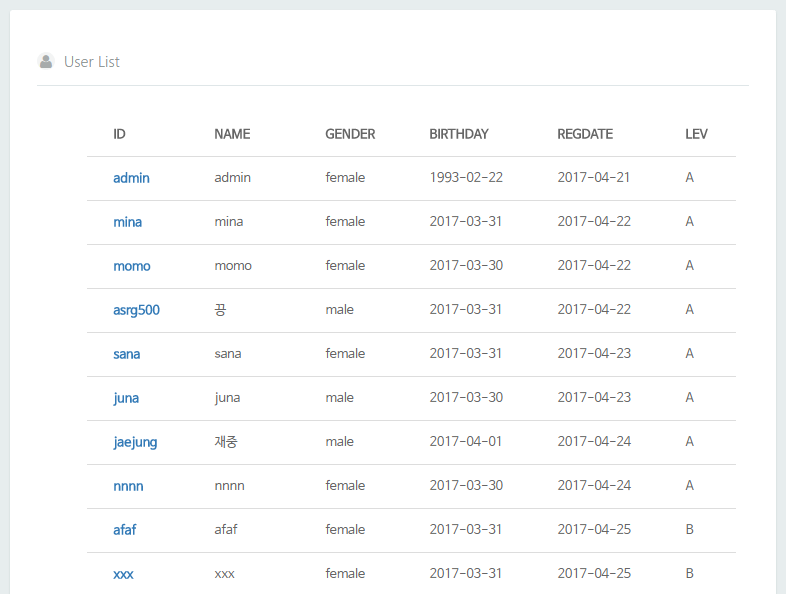 User List
ID NAME GENDER BIRTHDAY REGDATE LEV
admin admin female 1993-02-22 2017-04-21 A
mina mina female 2017-03-31 2017-04-22 A
momo momo female 2017-03-30 2017-04-22 A
asrg500 끙 male 2017-03-31 2017-04-22 A
sana sana female 2017-03-31 2017-04-23 A
juna juna male 2017-03-30 2017-04-23 A
jaejung 재중 male 2017-04-01 2017-04-24 A
nnnn nnnn female 2017-03-30 2017-04-24 A
afaf afaf female 2017-03-31 2017-04-25 B
xxx xxx female 2017-03-31 2017-04-25 B